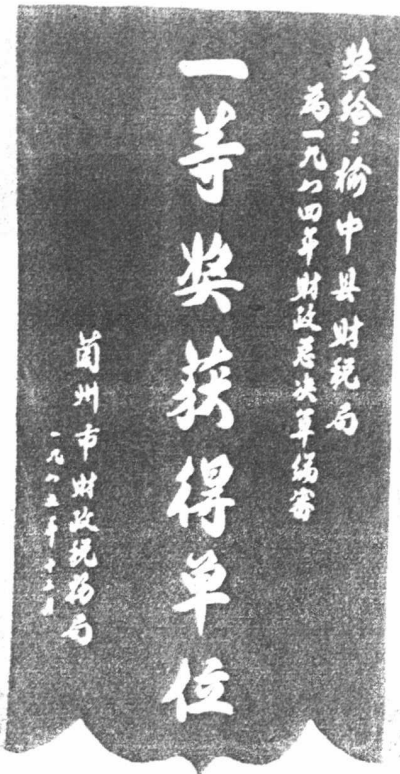 奖给：榆中县财税局
为一九八四年财政总决算编审
一等奖获得单位
兰州市财政税务局
一九八五年十二月